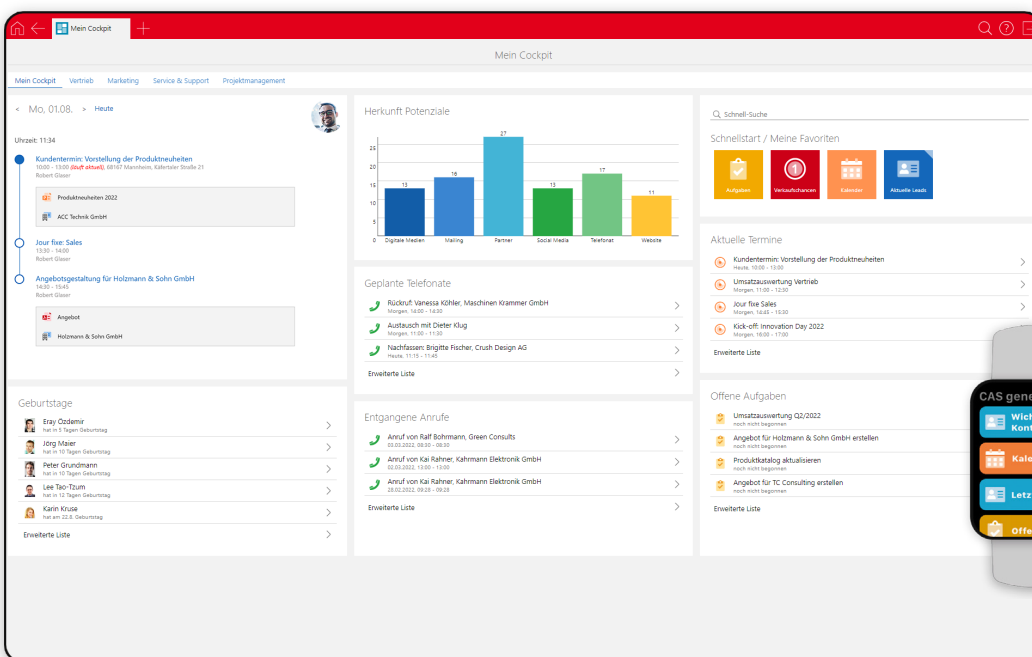 Mein Cockpit
Mein Cockpit
Mein Cockpit Vertrieb Marketing Service & Support Projektmanagement
< Mo, 01.08. > Heute
Uhrzeit: 11:34
Kundentermin: Vorstellung der Produktneuheiten
10:00 - 13:00 (läuft aktuell), 68167 Mannheim, Käfertaler Straße 21
Robert Glaser
Produktneuheiten 2022
ACC Technik GmbH
Jour fixe: Sales
13:30 - 14:00
Robert Glaser
Angebotsgestaltung für Holzmann & Sohn GmbH
14:30 - 15:45
Robert Glaser
Angebot
Holzmann & Sohn GmbH
Geburtstage
Eray Özdemir
hat in 5 Tagen Geburtstag
Jörg Maier
hat in 10 Tagen Geburtstag
Peter Grundmann
hat in 10 Tagen Geburtstag
Lee Tao-Tzum
hat in 12 Tagen Geburtstag
Karin Kruse
hat am 22.8. Geburtstag
Erweiterte Liste
Herkunft Potenziale
27
25
20
15
10
5
0
13
16
13
17
11
Digitale Medien Mailing Partner Social Media Telefonat Website
Geplante Telefonate
Rückruf: Vanessa Köhler, Maschinen Krammer GmbH
Morgen, 14:00 - 14:30
Austausch mit Dieter Klug
Morgen, 11:00 - 11:30
Nachfassen: Brigitte Fischer, Crush Design AG
Heute, 11:15 - 11:45
Erweiterte Liste
Entgangene Anrufe
Anruf von Ralf Bohrmann, Green Consults
03.03.2022, 08:30 - 08:30
Anruf von Kai Rahner, Kahrmann Elektronik GmbH
02.03.2022, 13:00 - 13:00
Anruf von Kai Rahner, Kahrmann Elektronik GmbH
28.02.2022, 09:28 - 09:28
Erweiterte Liste
Schnell-Suche
Schnellstart / Meine Favoriten
1
Aufgaben Verkaufschancen Kalender Aktuelle Leads
Aktuelle Termine
Kundentermin: Vorstellung der Produktneuheiten
Heute, 10:00 - 13:00
Umsatzauswertung Vertrieb
Morgen, 11:00 - 12:30
Jour fixe Sales
Morgen, 14:45 - 15:30
Kick-off: Innovation Day 2022
Morgen, 16:00 - 17:00
Erweiterte Liste
Offene Aufgaben
Umsatzauswertung Q2/2022
noch nicht begonnen
Angebot für Holzmann & Sohn GmbH erstellen
noch nicht begonnen
Produktkatalog aktualisieren
noch nicht begonnen
Angebot für TC Consulting erstellen
noch nicht begonnen
Erweiterte Liste
CAS gene
Wich
Kont
Kale
Letz
Offe